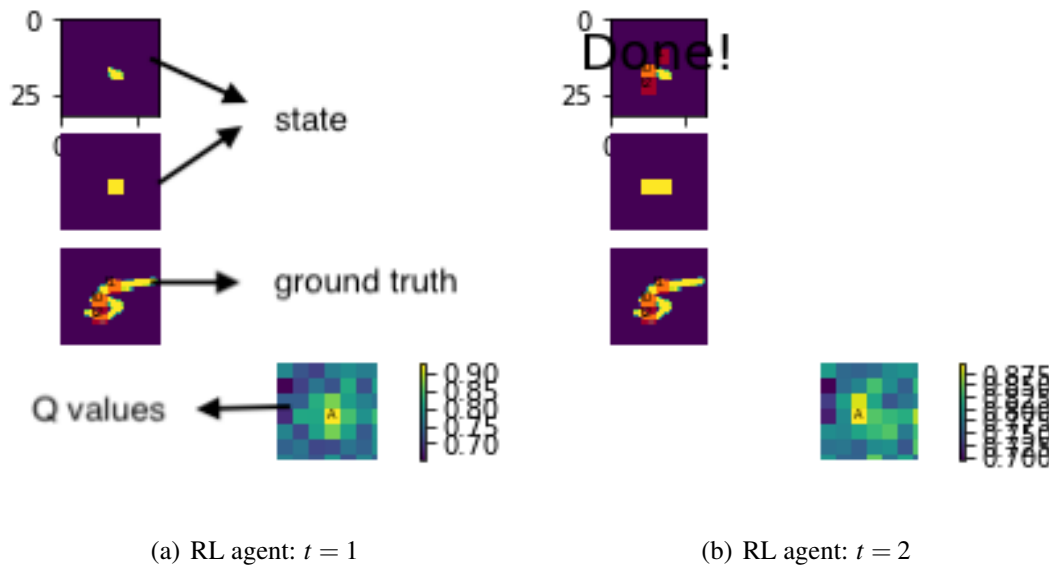 0
25
state
ground truth
Q values
A
0.90
0.85
0.80
0.75
0.70
0
Done!
25
A
0.875
0.700
(a) RL agent: t = 1
(b) RL agent: t = 2